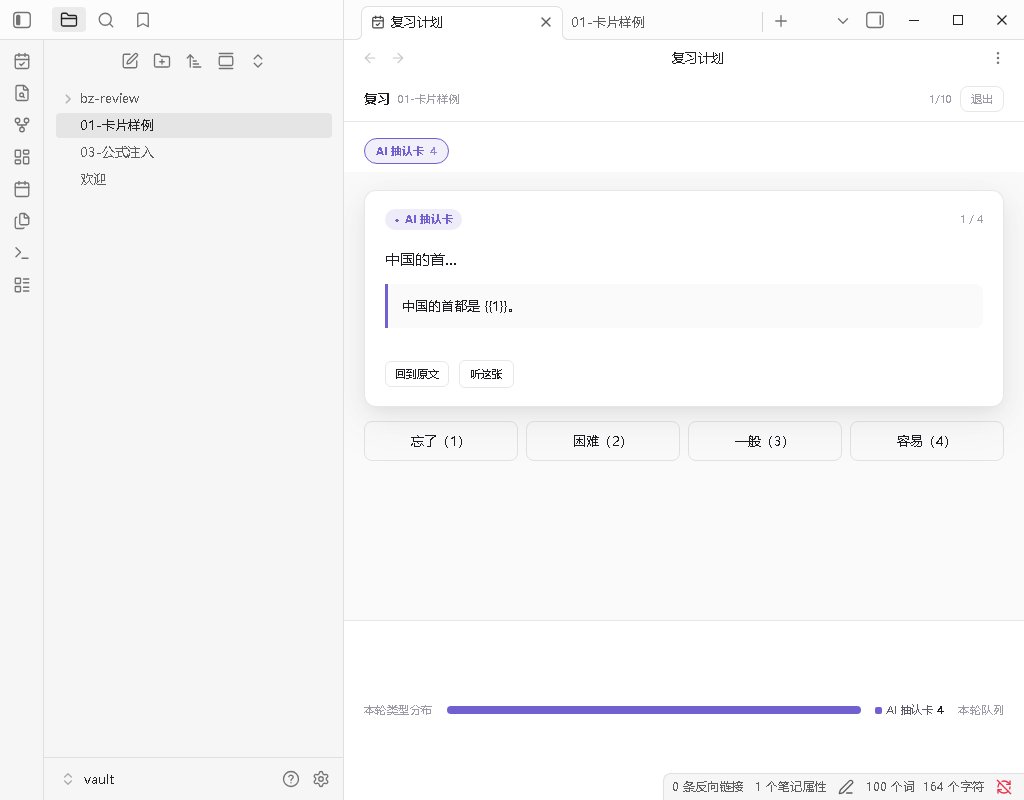 复习计划
01-卡片样例
复习计划
bz-review
01-卡片样例
03-公式注入
欢迎
复习 01-卡片样例
1/10 退出
AI 抽认卡 4
• AI 抽认卡
1 / 4
中国的首...
中国的首都是 {{1}}。
回到原文 听这张
忘了（1） 困难（2） 一般（3） 容易（4）
本轮类型分布
AI 抽认卡 4 本轮队列
vault
0 条反向链接 1 个笔记属性 100 个词 164 个字符